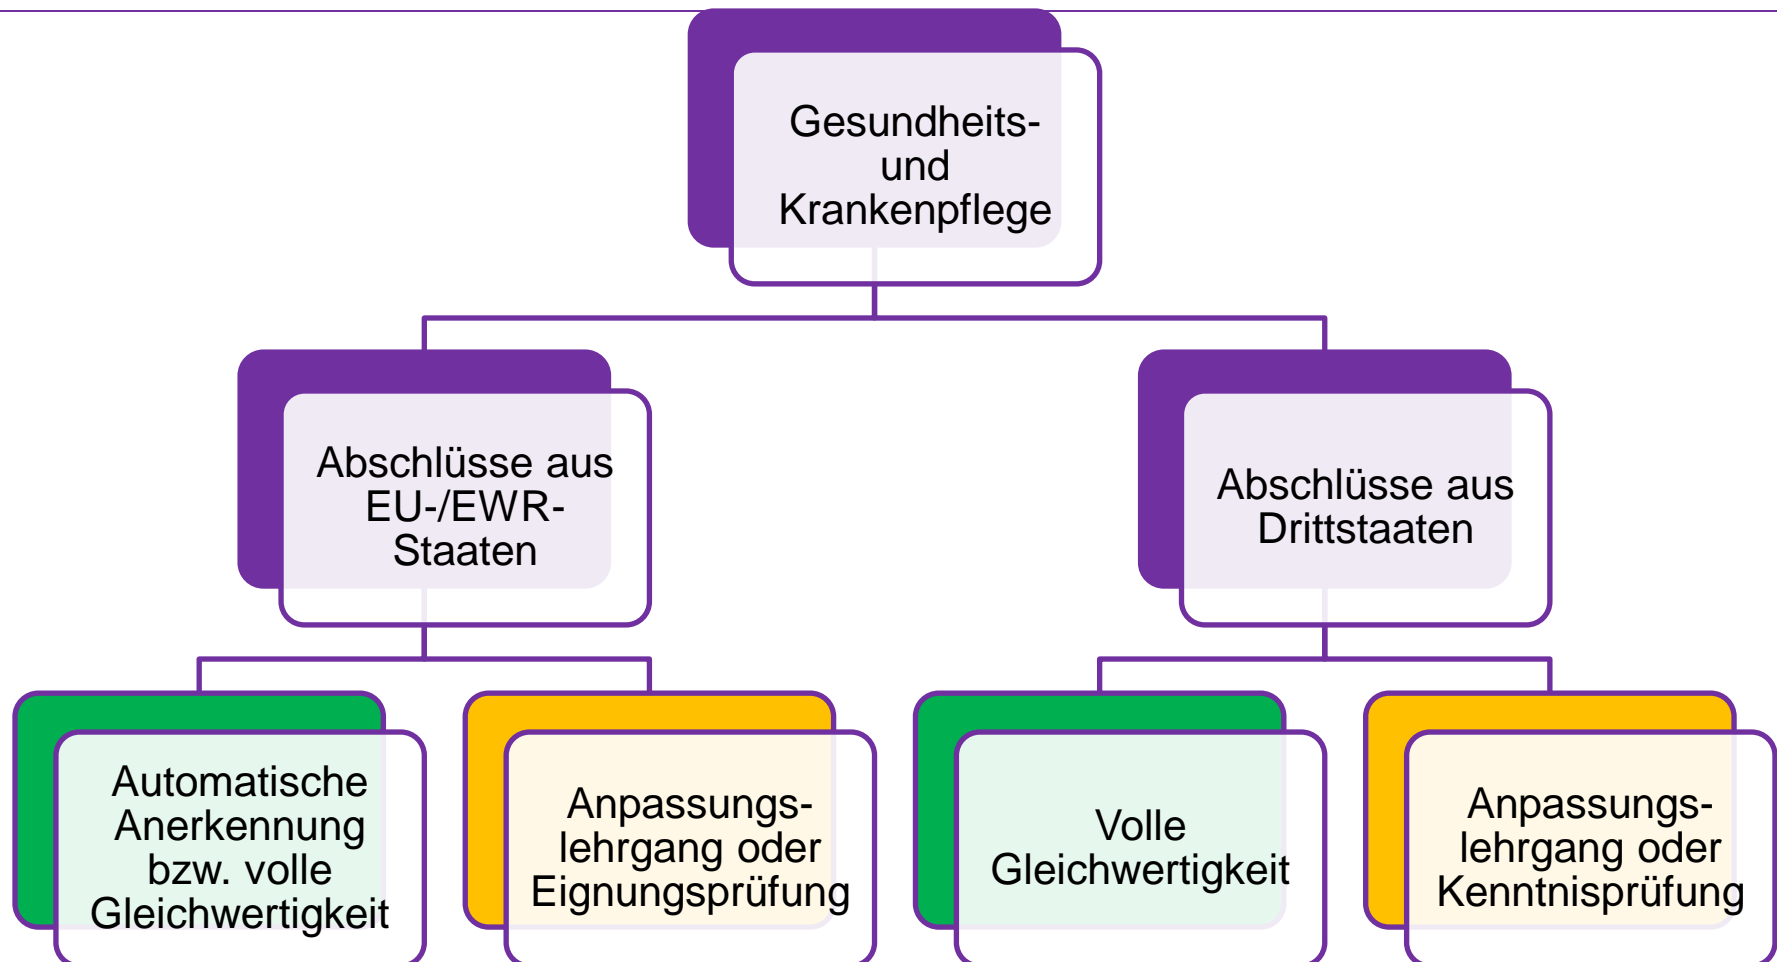 Gesundheits-
und
Krankenpflege
Abschlüsse aus
EU-/EWR-
Staaten
Abschlüsse aus
Drittstaaten
Automatische
Anerkennung
bzw. volle
Gleichwertigkeit
Anpassungs-
lehrgang oder
Eignungsprüfung
Volle
Gleichwertigkeit
Anpassungs-
lehrgang oder
Kenntnisprüfung